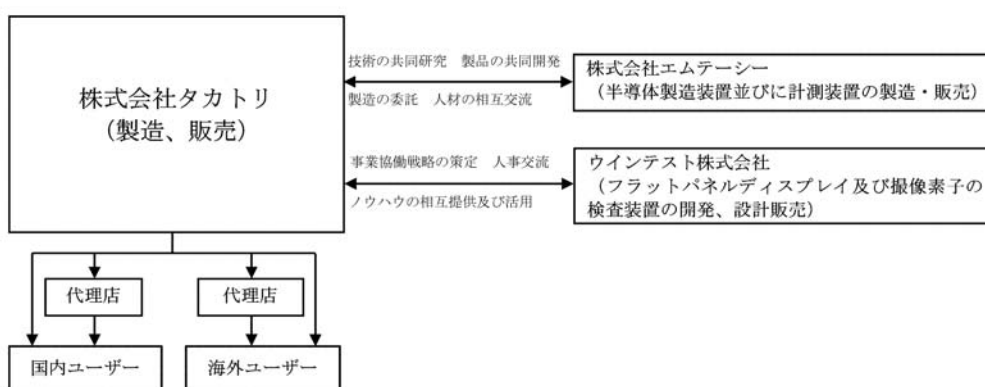 株式会社タカトリ
（製造、販売）
技術の共同研究　製品の共同開発
製造の委託　人材の相互交流
株式会社エムテーシー
（半導体製造装置並びに計測装置の製造・販売）
事業協働戦略の策定　人事交流
ノウハウの相互提供及び活用
ウインテスト株式会社
（フラットパネルディスプレイ及び撮像素子の
検査装置の開発、設計販売）
代理店
代理店
国内ユーザー
海外ユーザー